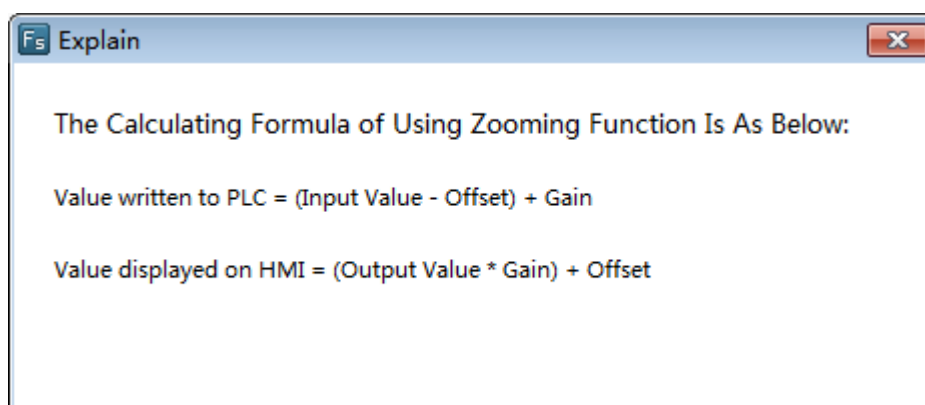 Fs Explain
The Calculating Formula of Using Zooming Function Is As Below:
Value written to PLC = (Input Value - Offset) + Gain
Value displayed on HMI = (Output Value * Gain) + Offset